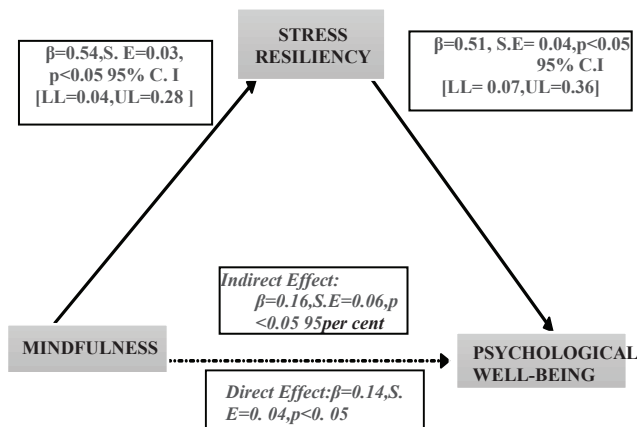 STRESS
RESILIENCY
β=0.54,S. E=0.03,
p<0.05 95% C. I
[LL=0.04,UL=0.28 ]
β=0.51, S.E= 0.04,p<0.05
95% C.I
[LL= 0.07,UL=0.36]
Indirect Effect:
β=0.16,S.E=0.06,p
<0.05 95per cent
MINDFULNESS
PSYCHOLOGICAL
WELL-BEING
Direct Effect:β=0.14,S.
E=0. 04,p<0. 05